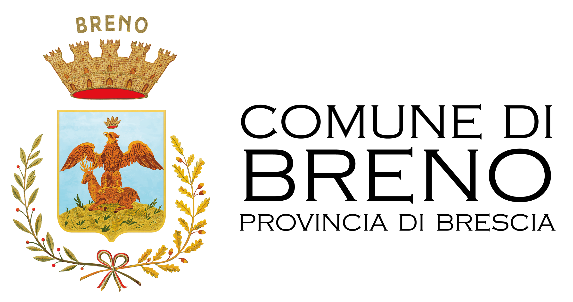 BRENO
COMUNE DI
BRENO
PROVINCIA DI BRESCIA